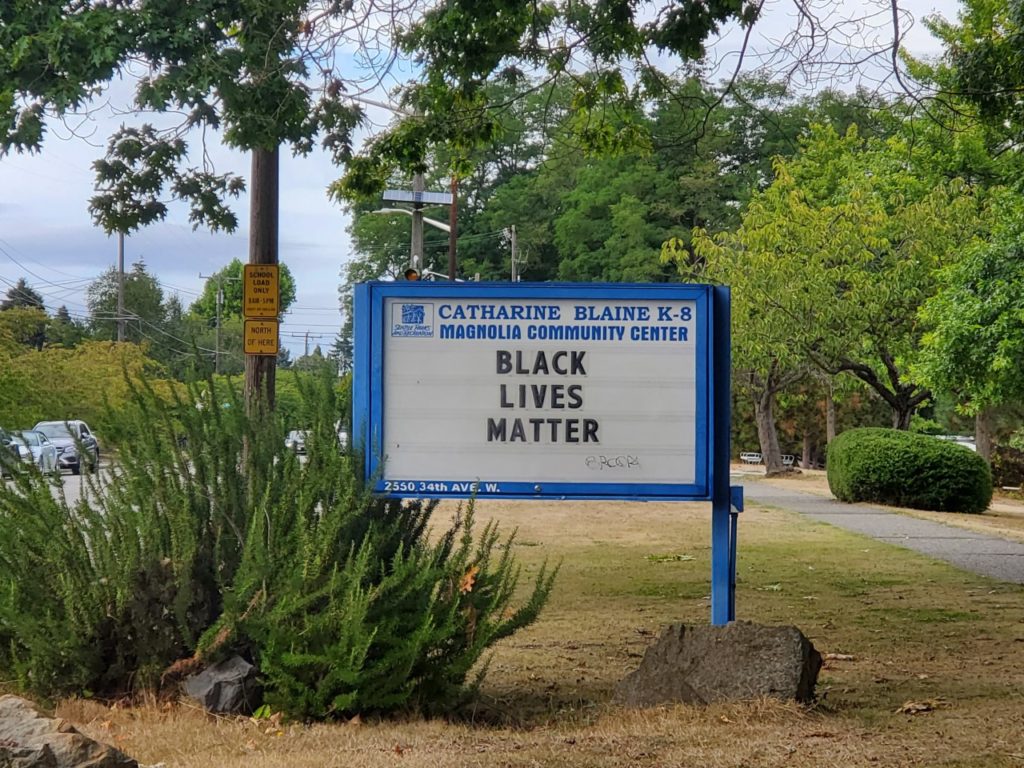 SCHOOL
LOAD
ONLY
NORTH
OF HERE
CATHARINE BLAINE K-8
MAGNOLIA COMMUNITY CENTER
BLACK
LIVES
MATTER
2550 34TH AVE. W.